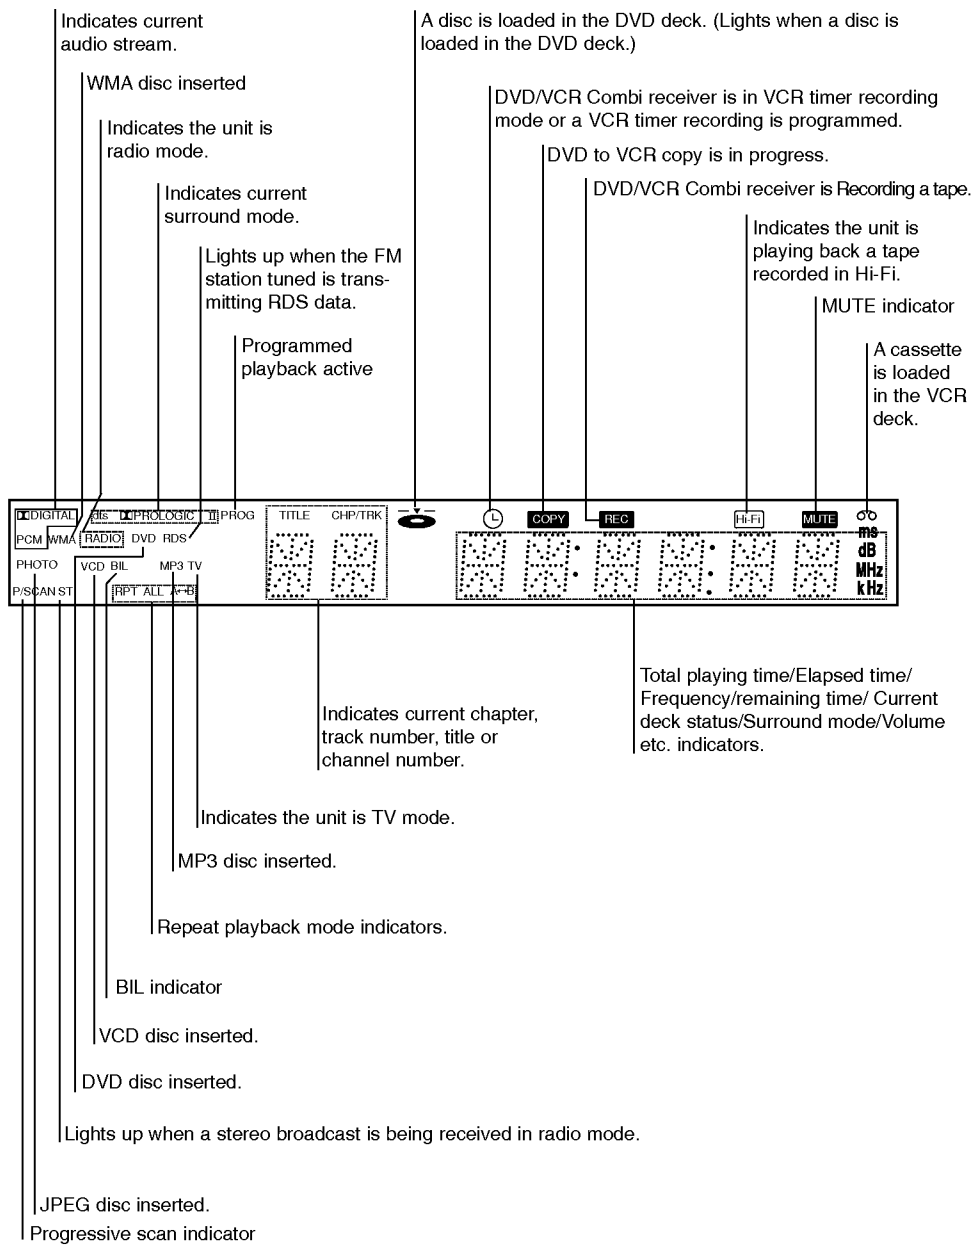 Indicates current
audio stream.
WMA disc inserted
Indicates the unit is
radio mode.
Indicates current
surround mode.
Lights up when the FM
station tuned is trans-
mitting RDS data.
Programmed
playback active
A disc is loaded in the DVD deck. (Lights when a disc is
loaded in the DVD deck.)
DVD/VCR Combi receiver is in VCR timer recording
mode or a VCR timer recording is programmed.
DVD to VCR copy is in progress.
DVD/VCR Combi receiver is Recording a tape.
Indicates the unit is
playing back a tape
recorded in Hi-Fi.
MUTE indicator
A cassette
is loaded
in the VCR
deck.
DIGITAL dts PROLOGIC II PROG TITLE CHP/TRK COPY REC Hi-Fi MUTE
PCM WMA RADIO DVD RDS ms
dB
PHOTO VCD BIL MP3 TV MHz
P/SCAN ST RPT ALL A↔B kHz
Total playing time/Elapsed time/
Frequency/remaining time/ Current
deck status/Surround mode/Volume
etc. indicators.
Indicates current chapter,
track number, title or
channel number.
Indicates the unit is TV mode.
MP3 disc inserted.
Repeat playback mode indicators.
BIL indicator
VCD disc inserted.
DVD disc inserted.
Lights up when a stereo broadcast is being received in radio mode.
JPEG disc inserted.
Progressive scan indicator